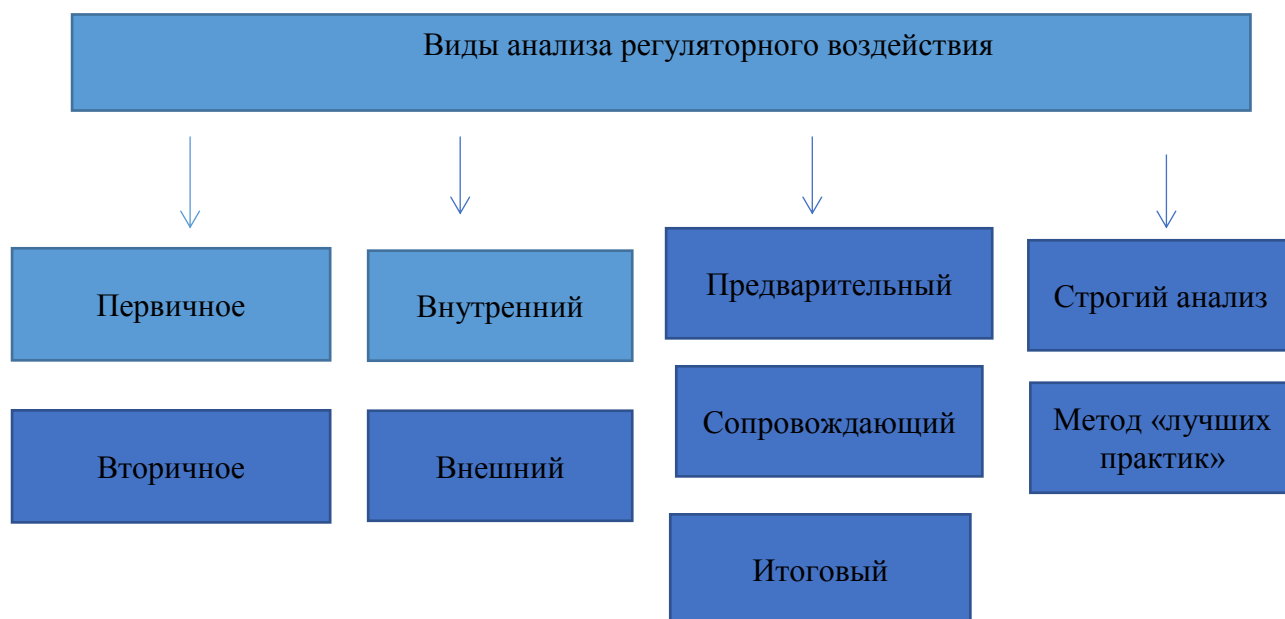 Виды анализа регуляторного воздействия
Первичное
Вторичное
Внутренний
Внешний
Предварительный
Сопровождающий
Итоговый
Строгий анализ
Метод «лучших
практик»